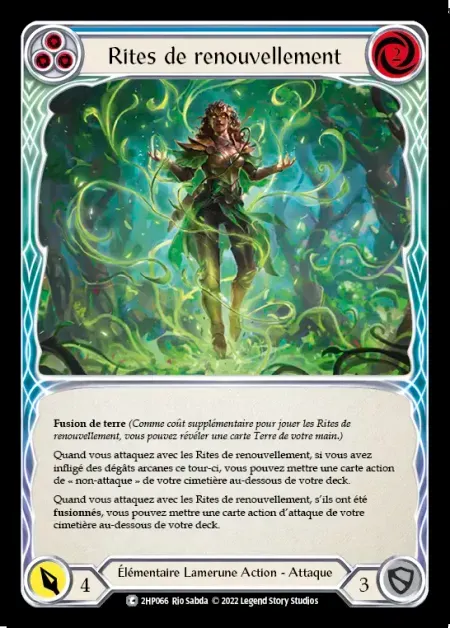 Rites de renouvellement
2
Fusion de terre (Comme coût supplémentaire pour jouer les Rites de
renouvellement, vous pouvez révéler une carte Terre de votre main.)
Quand vous attaquez avec les Rites de renouvellement, si vous avez
infligé des dégâts arcanes ce tour-ci, vous pouvez mettre une carte action
de « non-attaque » de votre cimetière au-dessous de votre deck.
Quand vous attaquez avec les Rites de renouvellement, s'ils ont été
fusionnés, vous pouvez mettre une carte action d'attaque de votre
cimetière au-dessous de votre deck.
4
Élémentaire Lamerune Action - Attaque
3
C 2HP066 Rio Sabda © 2022 Legend Story Studios